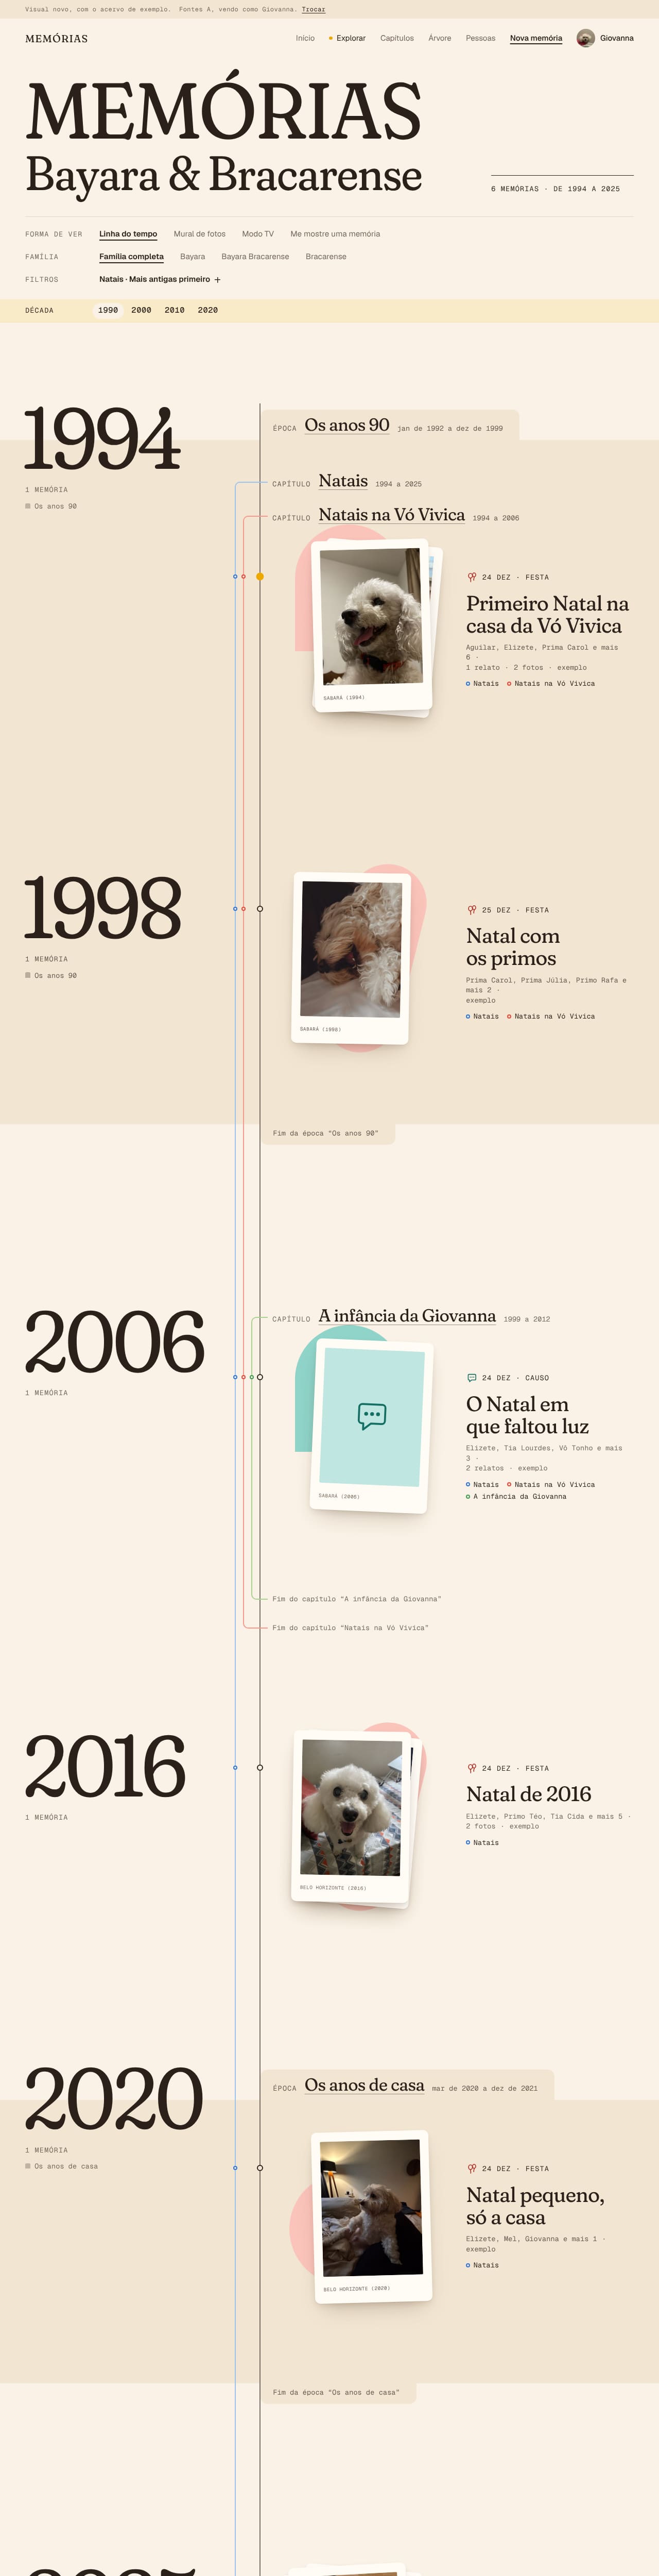 Visual novo, com o acervo de exemplo. Fontes A, vendo como Giovanna. Trocar
MEMÓRIAS
Início
Explorar
Capítulos
Árvore
Pessoas
Nova memória
Giovanna
MEMÓRIAS
Bayara & Bracarense
6 MEMÓRIAS · DE 1994 A 2025
FORMA DE VER Linha do tempo Mural de fotos Modo TV Me mostre uma memória
FAMÍLIA Família completa Bayara Bayara Bracarense Bracarense
FILTROS Natais · Mais antigas primeiro +
DÉCADA 1990 2000 2010 2020
1994
1 MEMÓRIA
Os anos 90
ÉPOCA Os anos 90 jan de 1992 a dez de 1999
CAPÍTULO Natais 1994 a 2025
CAPÍTULO Natais na Vó Vivica 1994 a 2006
SABARÁ (1994)
24 DEZ · FESTA
Primeiro Natal na
casa da Vó Vivica
Aguilar, Elizete, Prima Carol e mais
6 ·
1 relato · 2 fotos · exemplo
Natais Natais na Vó Vivica
1998
1 MEMÓRIA
Os anos 90
SABARÁ (1998)
25 DEZ · FESTA
Natal com
os primos
Prima Carol, Prima Júlia, Primo Rafa e
mais 2 ·
exemplo
Natais Natais na Vó Vivica
Fim da época “Os anos 90”
2006
1 MEMÓRIA
CAPÍTULO A infância da Giovanna 1999 a 2012
SABARÁ (2006)
24 DEZ · CAUSO
O Natal em
que faltou luz
Elizete, Tia Lourdes, Vô Tonho e mais
3 ·
2 relatos · exemplo
Natais Natais na Vó Vivica
A infância da Giovanna
Fim do capítulo “A infância da Giovanna”
Fim do capítulo “Natais na Vó Vivica”
2016
1 MEMÓRIA
BELO HORIZONTE (2016)
24 DEZ · FESTA
Natal de 2016
Elizete, Primo Téo, Tia Cida e mais 5 ·
2 fotos · exemplo
Natais
2020
1 MEMÓRIA
Os anos de casa
ÉPOCA Os anos de casa mar de 2020 a dez de 2021
BELO HORIZONTE (2020)
24 DEZ · FESTA
Natal pequeno,
só a casa
Elizete, Mel, Giovanna e mais 1 ·
exemplo
Natais
Fim da época “Os anos de casa”